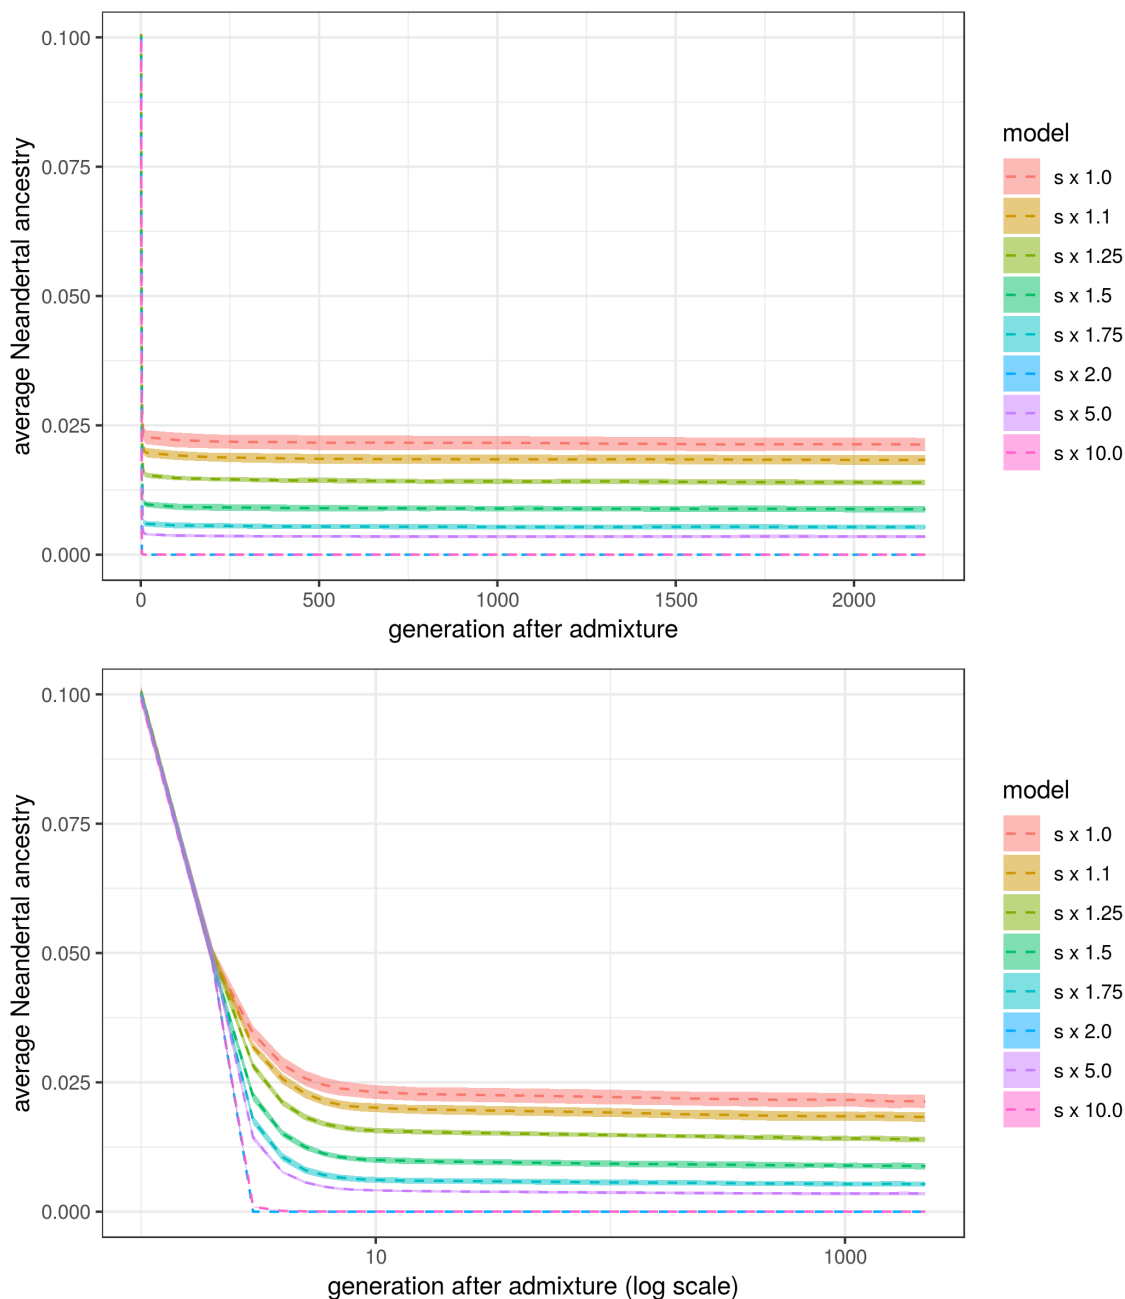 0.100
0.075
0.050
0.025
0.000
average Neandertal ancestry
0 500 1000 1500 2000
generation after admixture
model
s x 1.0
s x 1.1
s x 1.25
s x 1.5
s x 1.75
s x 2.0
s x 5.0
s x 10.0
0.100
0.075
0.050
0.025
0.000
average Neandertal ancestry
10 1000
generation after admixture (log scale)
model
s x 1.0
s x 1.1
s x 1.25
s x 1.5
s x 1.75
s x 2.0
s x 5.0
s x 10.0